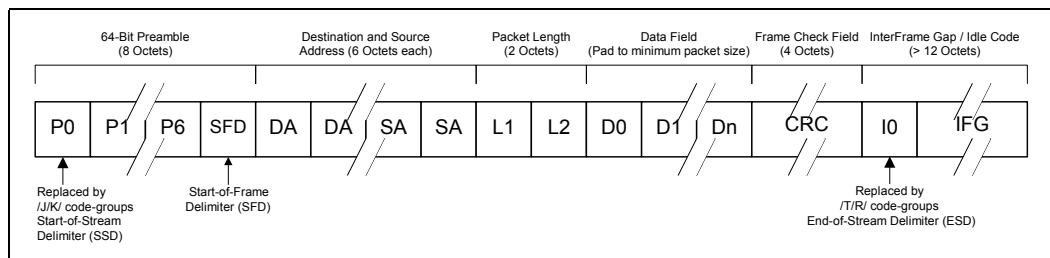 64-Bit Preamble
(8 Octets)
Destination and Source
Address (6 Octets each)
Packet Length
(2 Octets)
Data Field
(Pad to minimum packet size)
Frame Check Field
(4 Octets)
InterFrame Gap / Idle Code
(> 12 Octets)
P0 P1 P6 SFD DA DA SA SA L1 L2 D0 D1 Dn CRC I0 IFG
Replaced by
/J/K/ code-groups
Start-of-Stream
Delimiter (SSD)
Start-of-Frame
Delimiter (SFD)
Replaced by
/T/R/ code-groups
End-of-Stream Delimiter (ESD)